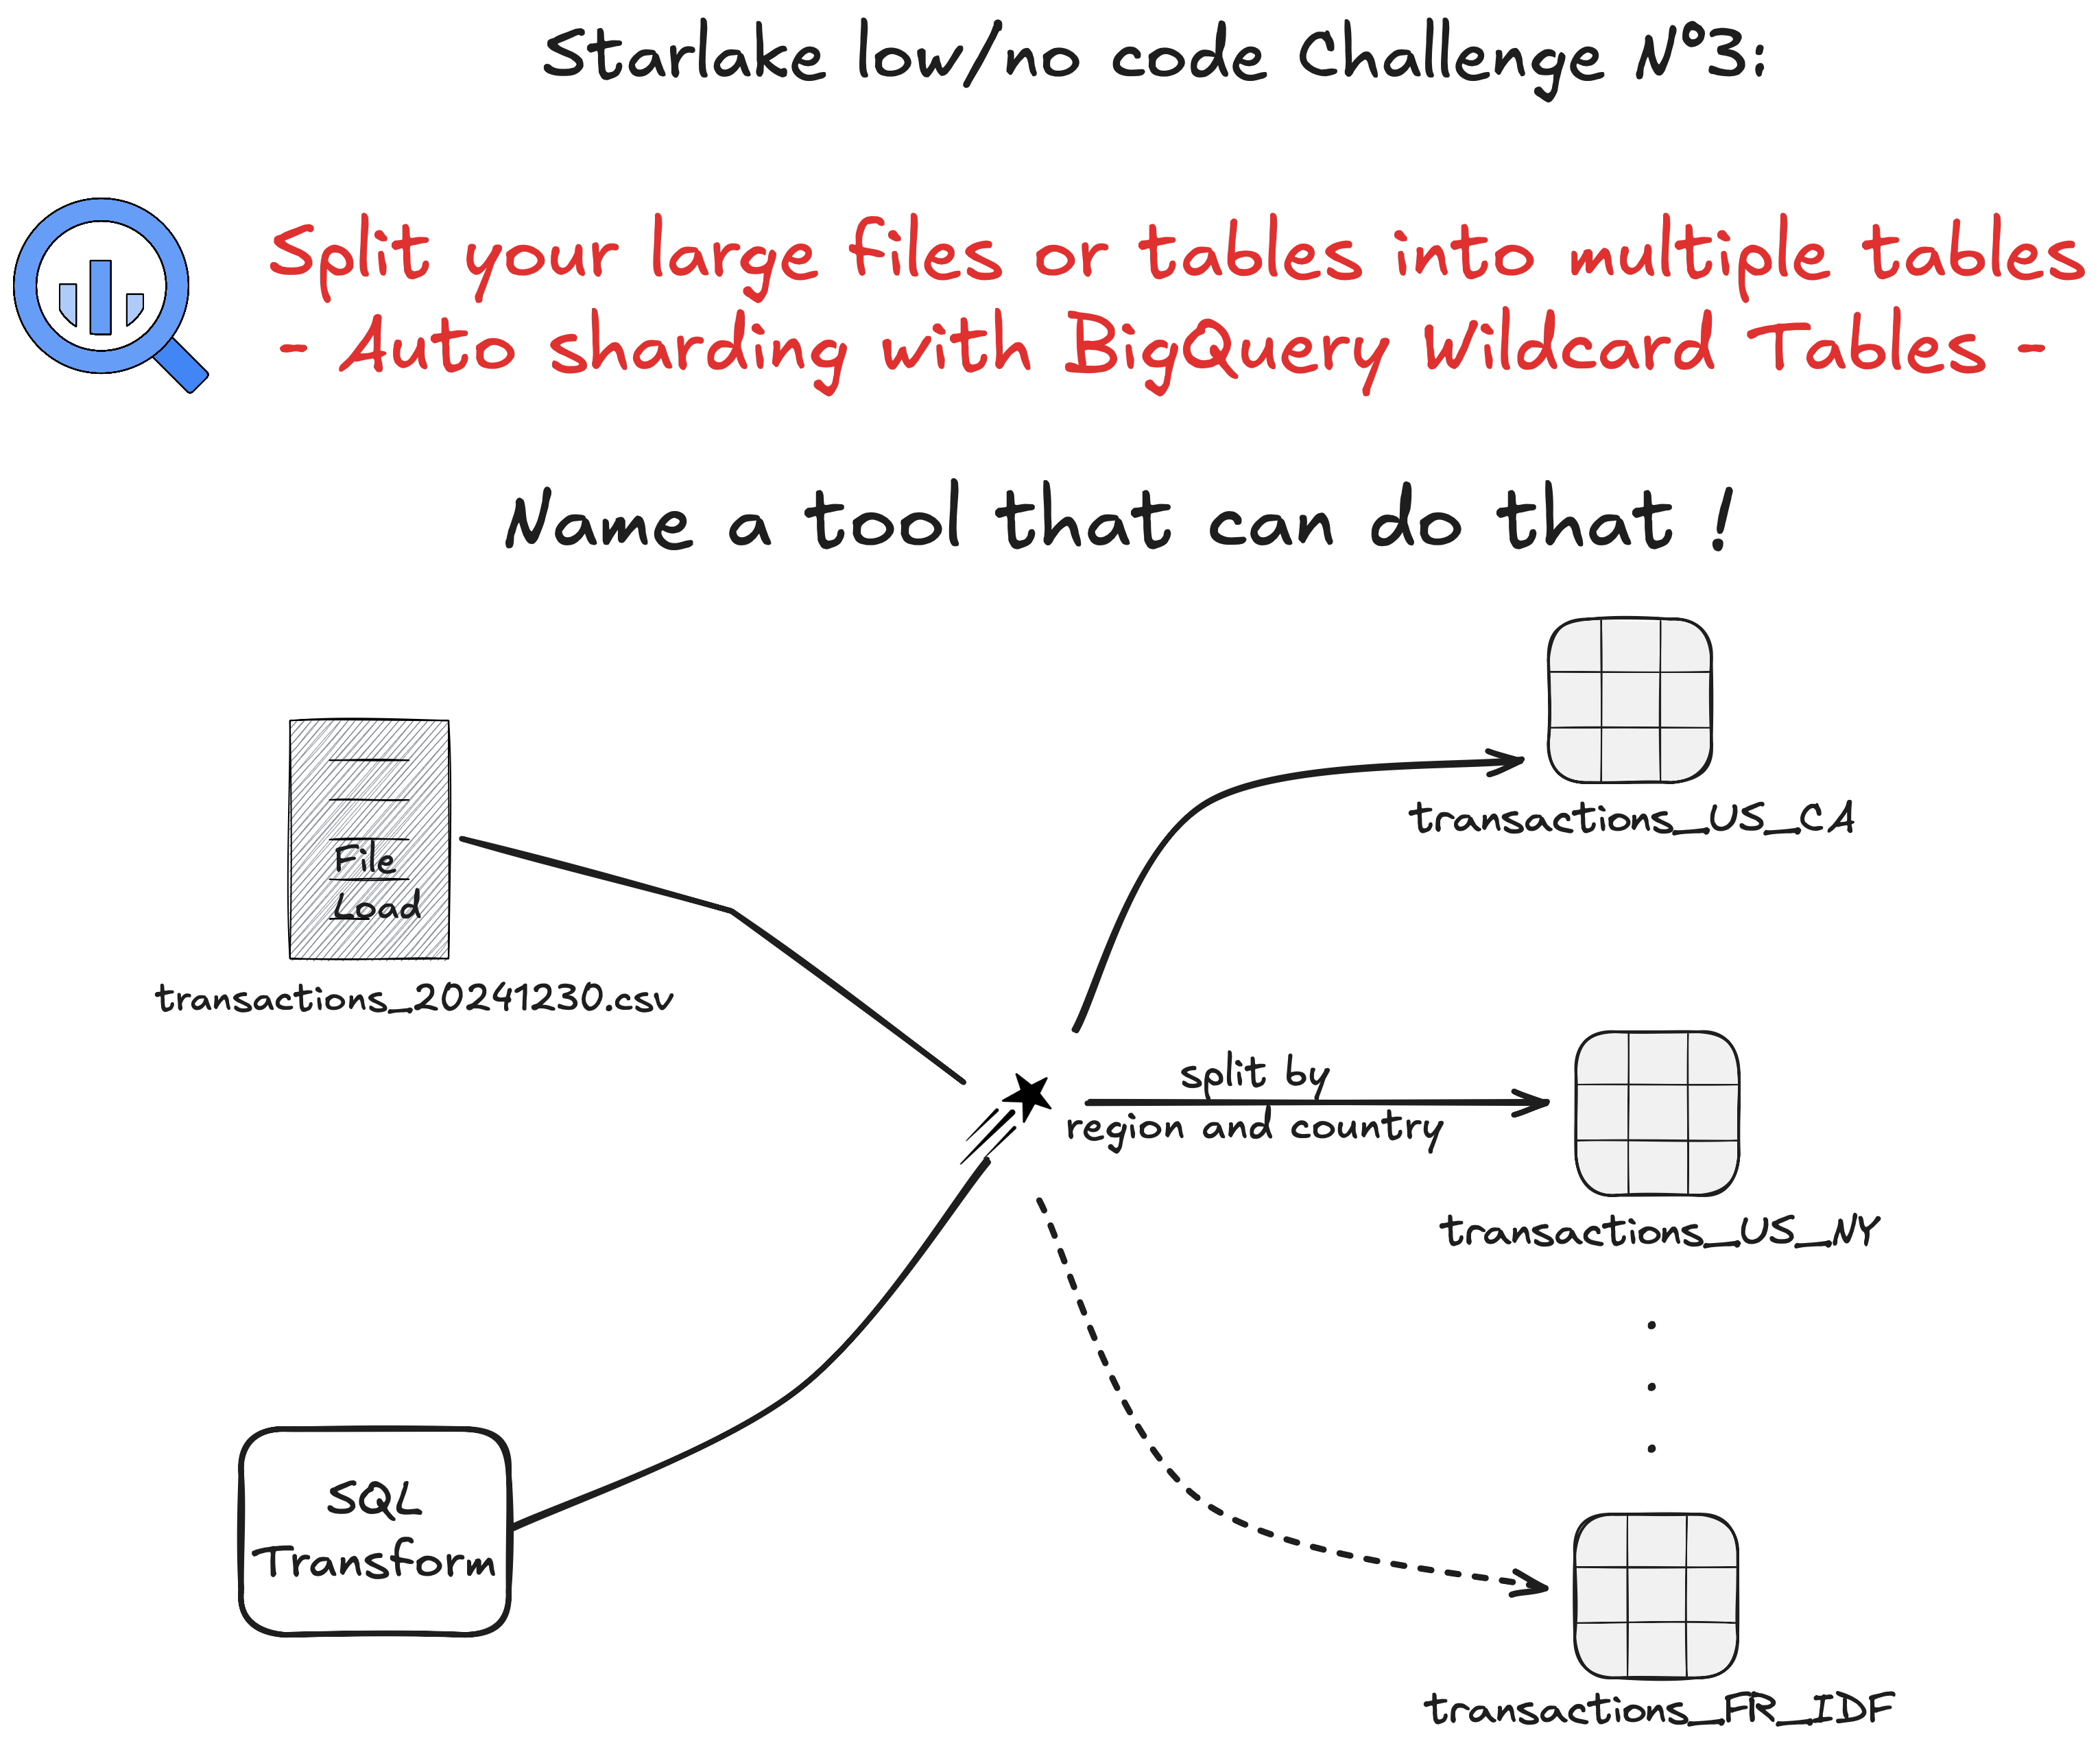 Starlake low/no code Challenge N°3:
Split your large files or tables into multiple tables
- Auto sharding with BigQuery Wildcard Tables -
Name a tool that can do that !
File
Load
transactions_20241230.csv
SQL
Transform
split by
region and country
transactions_US_CA
transactions_US_NY
transactions_FR_IDF